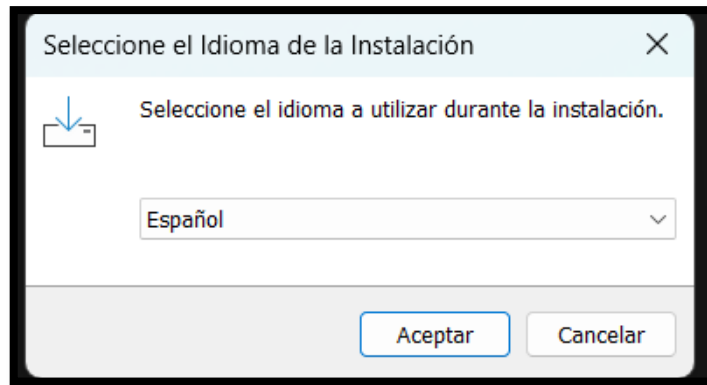 Seleccione el Idioma de la Instalación
Seleccione el idioma a utilizar durante la instalación.
Español
Aceptar Cancelar